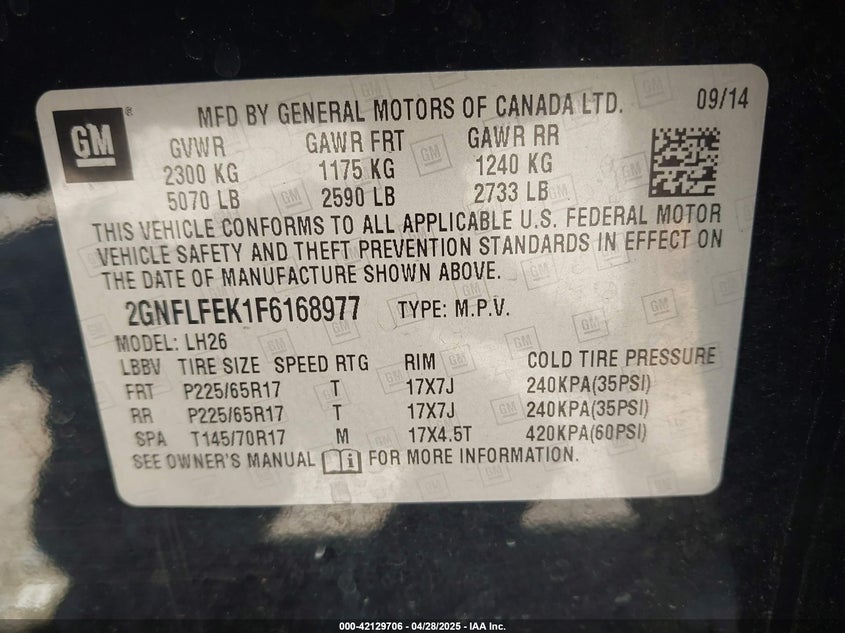 GM ® MFD BY GENERAL MOTORS OF CANADA LTD. 09/14
GVWR GAWR FRT GAWR RR
2300 KG 1175 KG 1240 KG
5070 LB 2590 LB 2733 LB
THIS VEHICLE CONFORMS TO ALL APPLICABLE U.S. FEDERAL MOTOR
VEHICLE SAFETY AND THEFT PREVENTION STANDARDS IN EFFECT ON
THE DATE OF MANUFACTURE SHOWN ABOVE.
2GNFLFEK1F6168977 TYPE: M.P.V.
MODEL: LH26
LBBV TIRE SIZE SPEED RTG RIM COLD TIRE PRESSURE
FRT P225/65R17 T 17X7J 240KPA(35PSI)
RR P225/65R17 T 17X7J 240KPA(35PSI)
SPA T145/70R17 M 17X4.5T 420KPA(60PSI)
SEE OWNER'S MANUAL i FOR MORE INFORMATION.
000-42129706 - 04/28/2025 - IAA Inc.